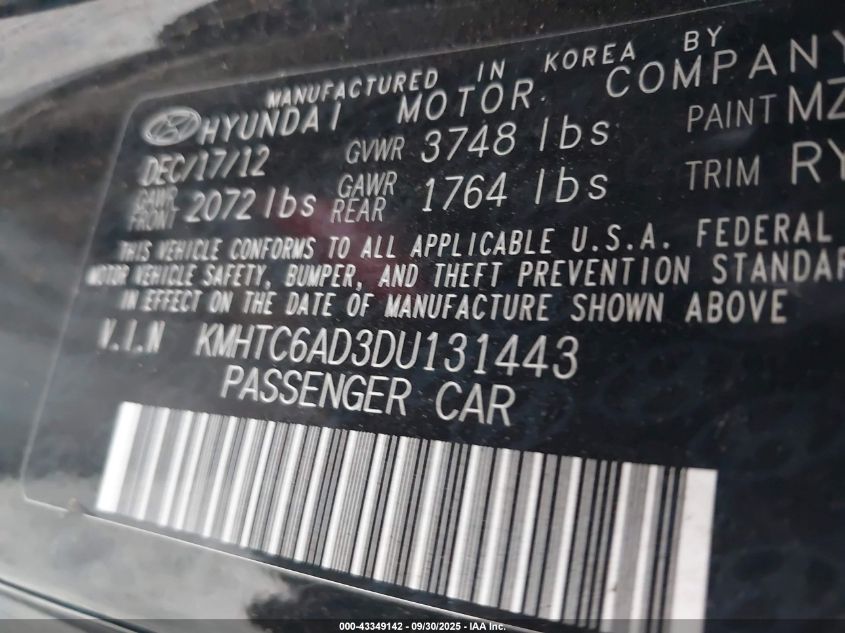 MANUFACTURED IN KOREA BY
HYUNDAI MOTOR COMPANY
DEC/17/12 GVWR 3748 lbs PAINT MZ
GAWR FRONT 2072 lbs GAWR REAR 1764 lbs TRIM RY
THIS VEHICLE CONFORMS TO ALL APPLICABLE U.S.A. FEDERAL
MOTOR VEHICLE SAFETY, BUMPER, AND THEFT PREVENTION STANDAR
IN EFFECT ON THE DATE OF MANUFACTURE SHOWN ABOVE
V.I.N KMHTC6AD3DU131443
PASSENGER CAR
000-43349142 - 09/30/2025 - IAA Inc.